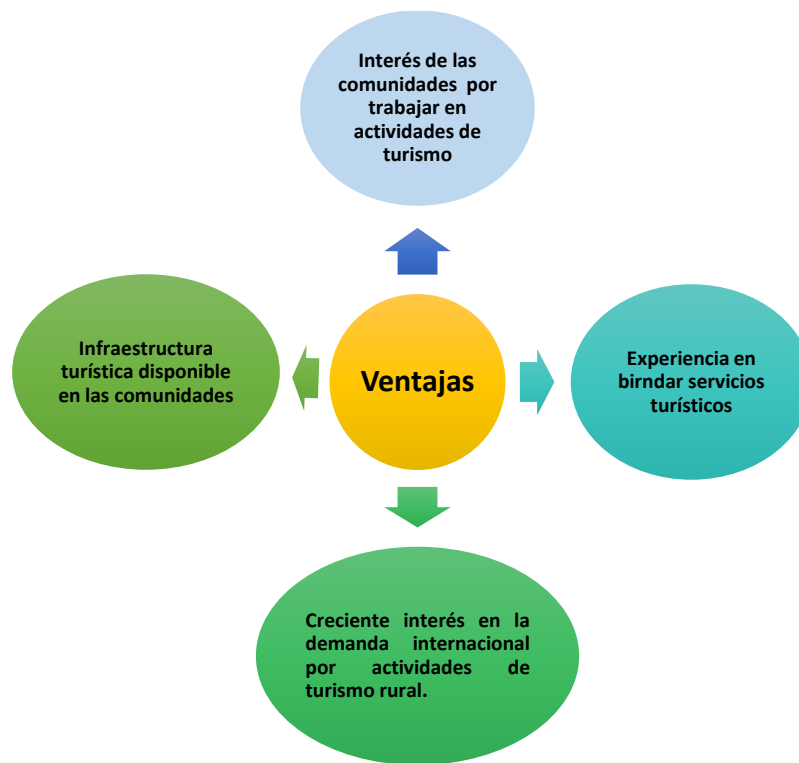 Interés de las
comunidades por
trabajar en
actividades de
turismo
Infraestructura
turística disponible
en las comunidades
Ventajas
Experiencia en
birndar servicios
turísticos
Creciente interés en la
demanda internacional
por actividades de
turismo rural.